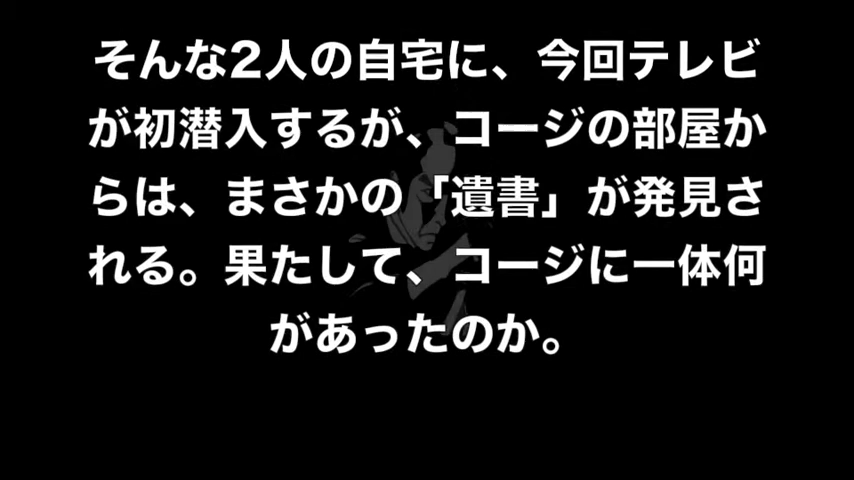 そんな2人の自宅に、今回テレビ
が初潜入するが、コージの部屋か
らは、まさかの「遺書」が発見さ
れる。果たして、コージに一体何
があったのか。